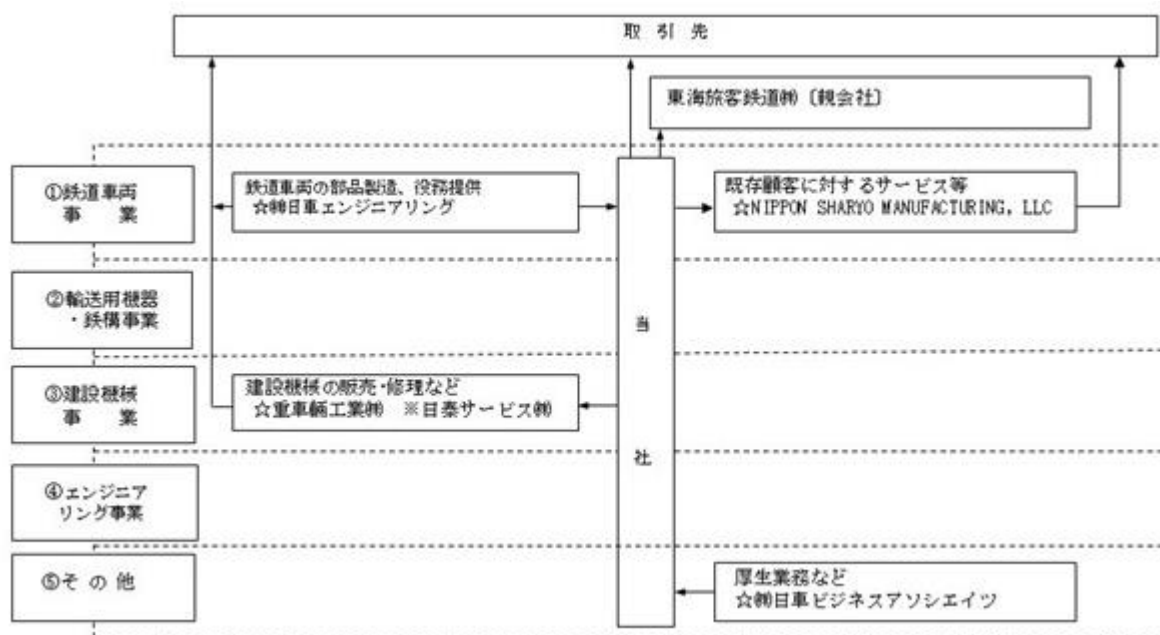 取 引 先
東海旅客鉄道㈱〔親会社〕
①鉄道車両
事 業
鉄道車両の部品製造、役務提供
☆㈱日車エンジニアリング
既存顧客に対するサービス等
☆NIPPON SHARYO MANUFACTURING, LLC
②輸送用機器
・鉄構事業
当
社
③建設機械
事 業
建設機械の販売・修理など
☆重車輛工業㈱ ※日泰サービス㈱
④エンジニア
リング事業
⑤そ の 他
厚生業務など
☆㈱日車ビジネスアソシエイツ